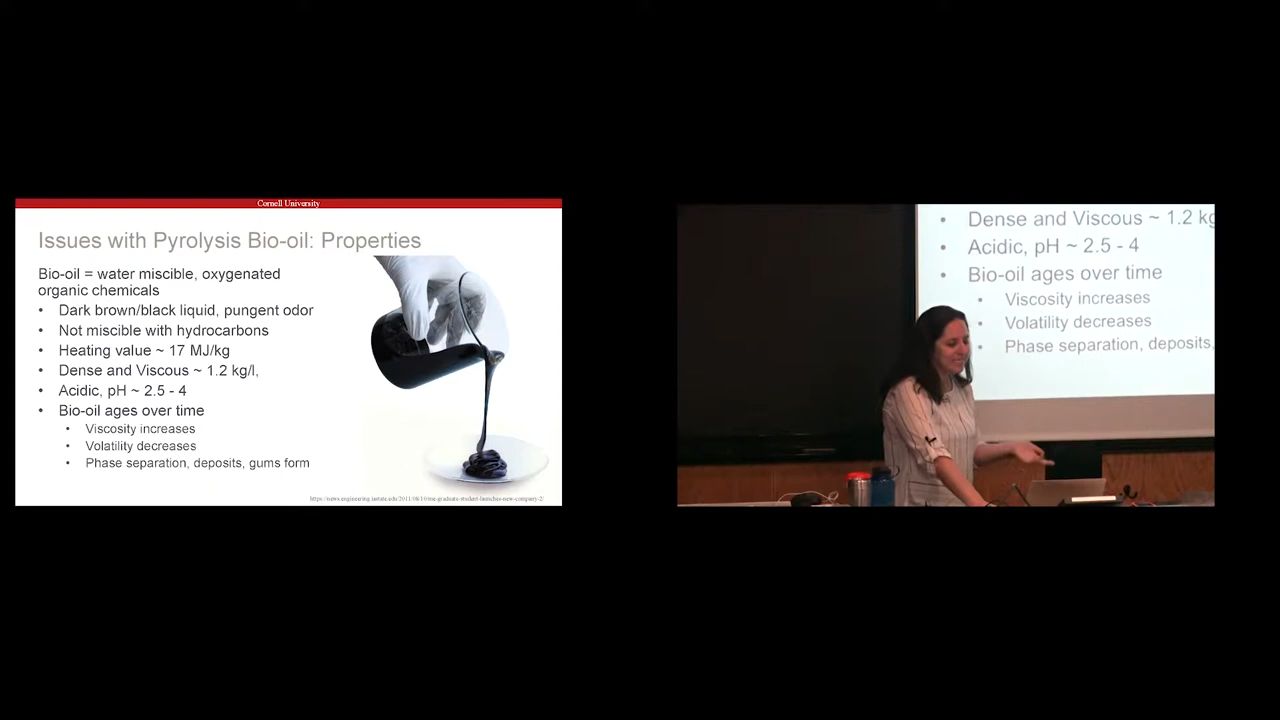 Cornell University
Issues with Pyrolysis Bio-oil: Properties
Bio-oil = water miscible, oxygenated
organic chemicals
• Dark brown/black liquid, pungent odor
• Not miscible with hydrocarbons
• Heating value ~ 17 MJ/kg
• Dense and Viscous ~ 1.2 kg/l,
• Acidic, pH ~ 2.5 - 4
• Bio-oil ages over time
• Viscosity increases
• Volatility decreases
• Phase separation, deposits, gums form
• Dense and Viscous ~ 1.2 kg
• Acidic, pH ~ 2.5 - 4
• Bio-oil ages over time
• Viscosity increases
• Volatility decreases
• Phase separation, deposits,